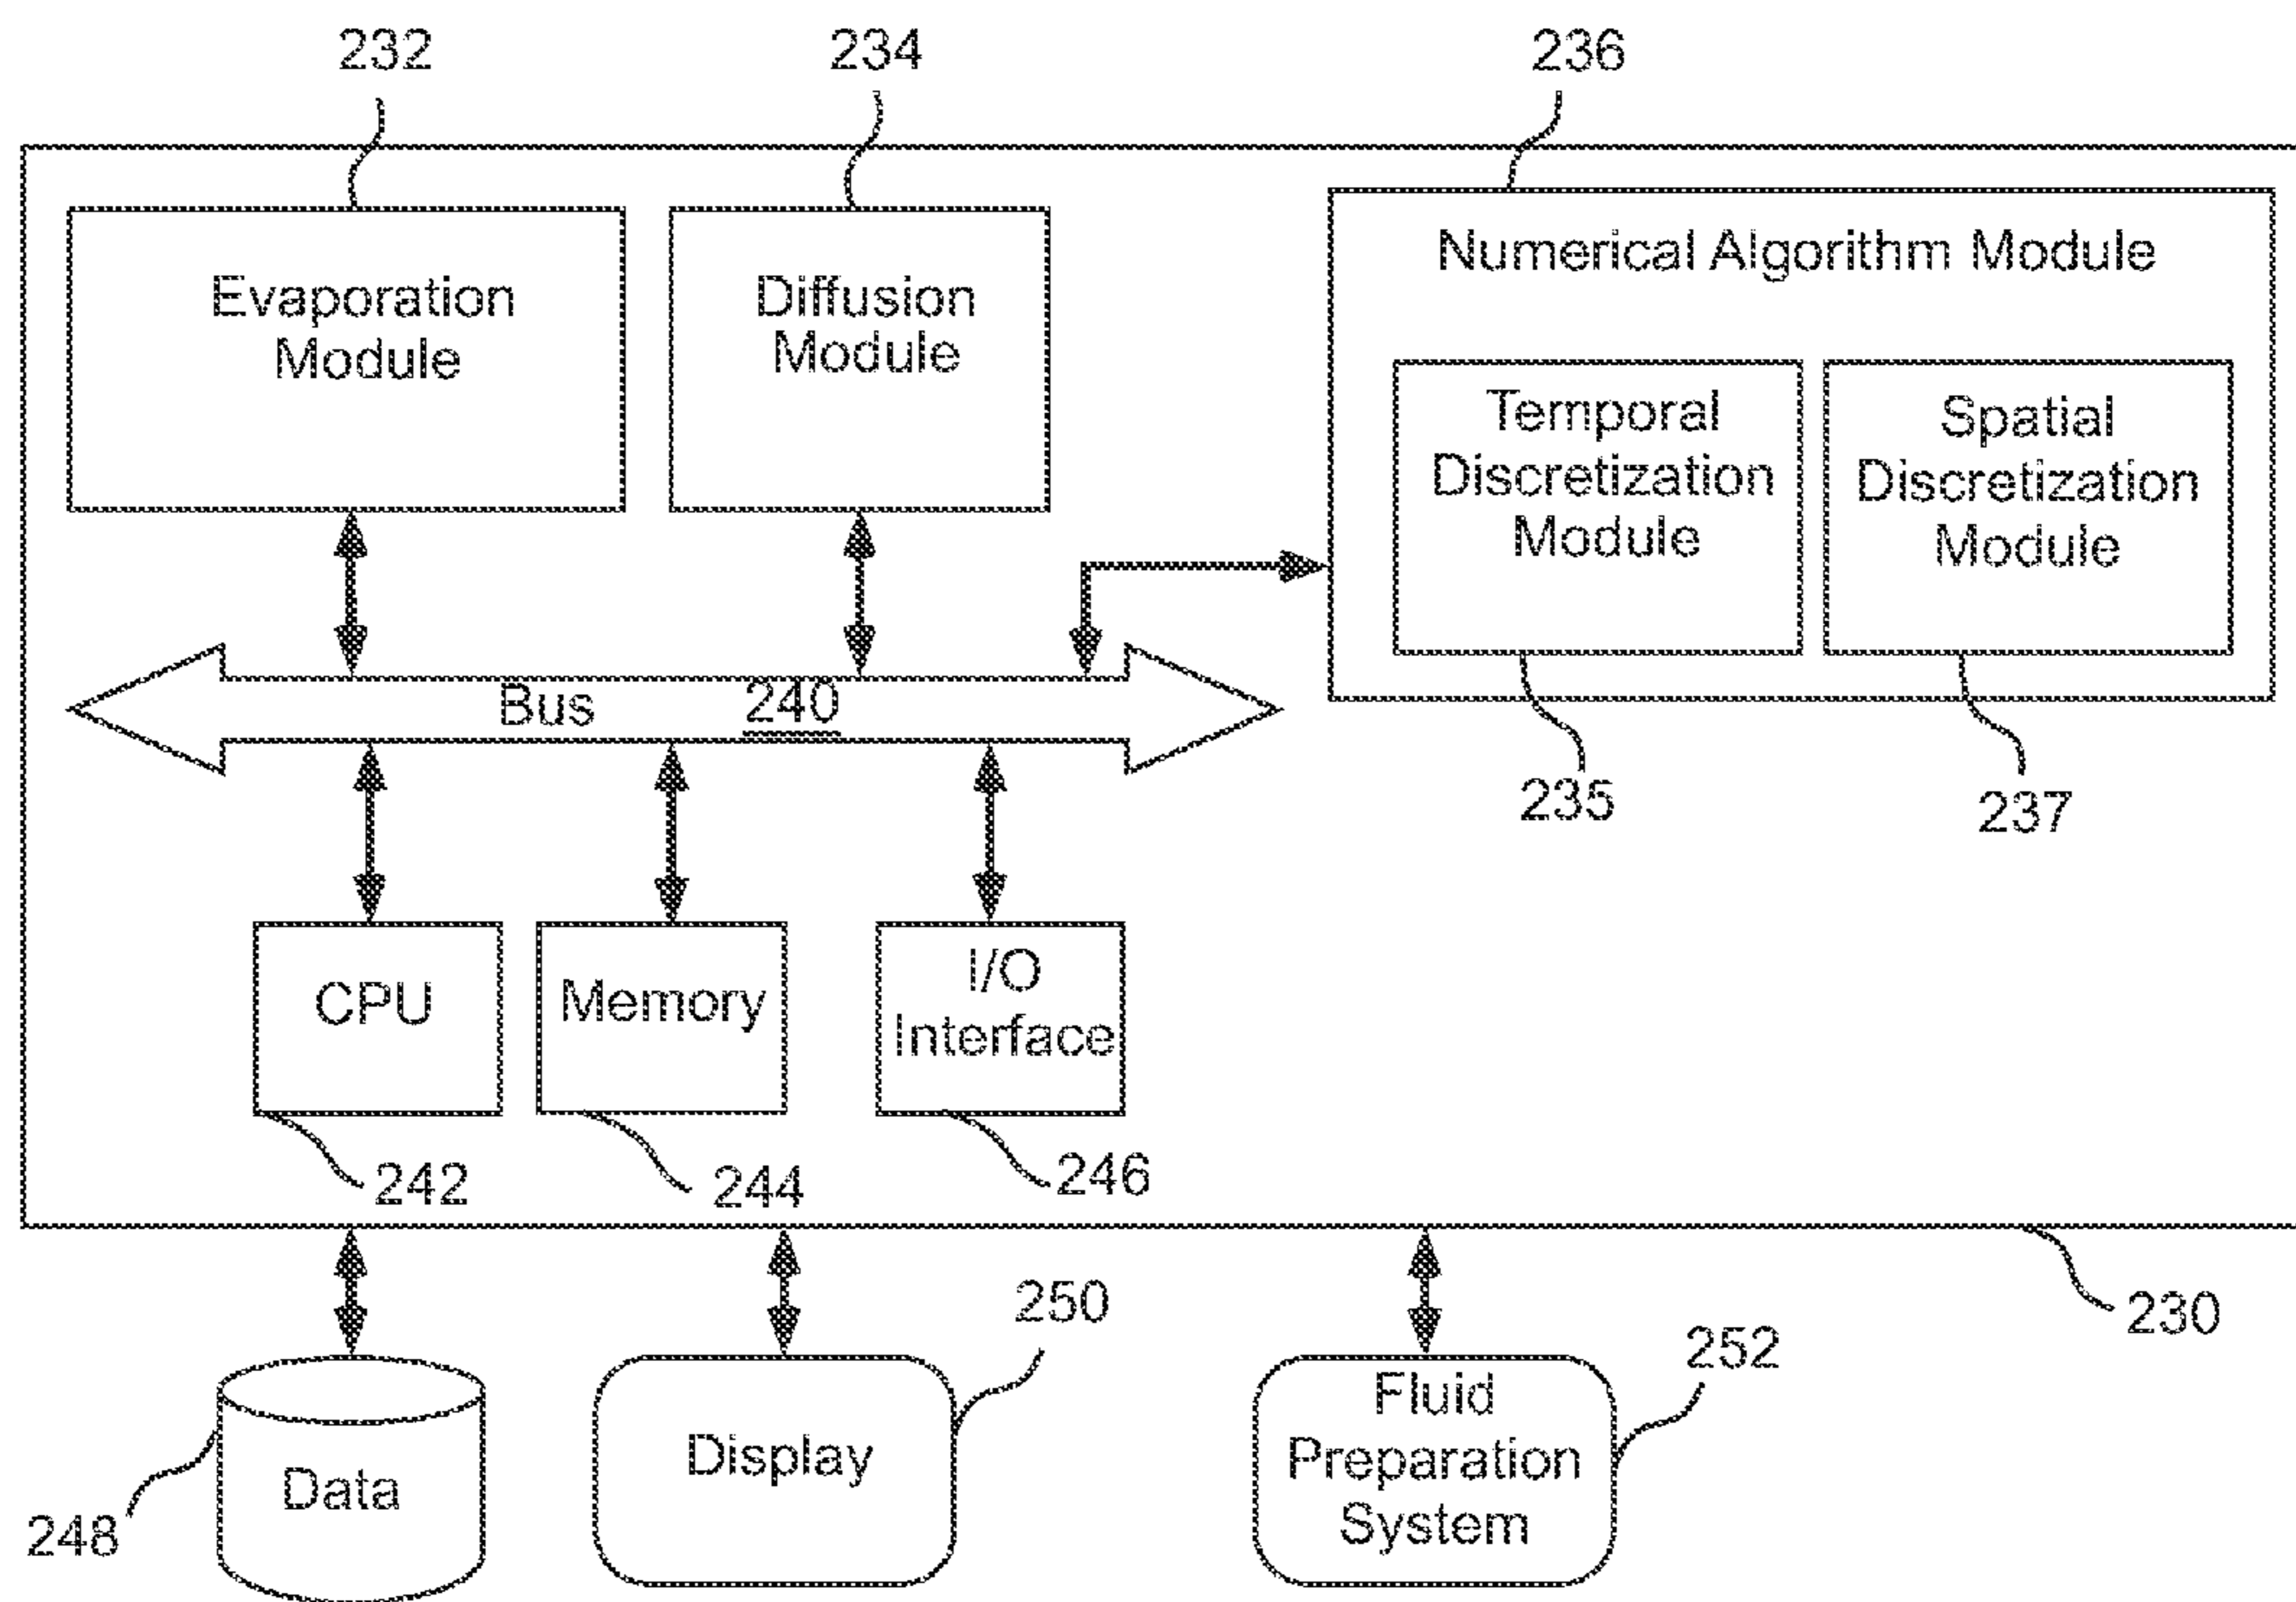 232
234
236
Evaporation
Module
Diffusion
Module
Numerical Algorithm Module
Temporal
Discretization
Module
Spatial
Discretization
Module
Bus 240
235
237
CPU
Memory
I/O
Interface
242
244
246
250
230
252
Data
Display
Fluid
Preparation
System
248